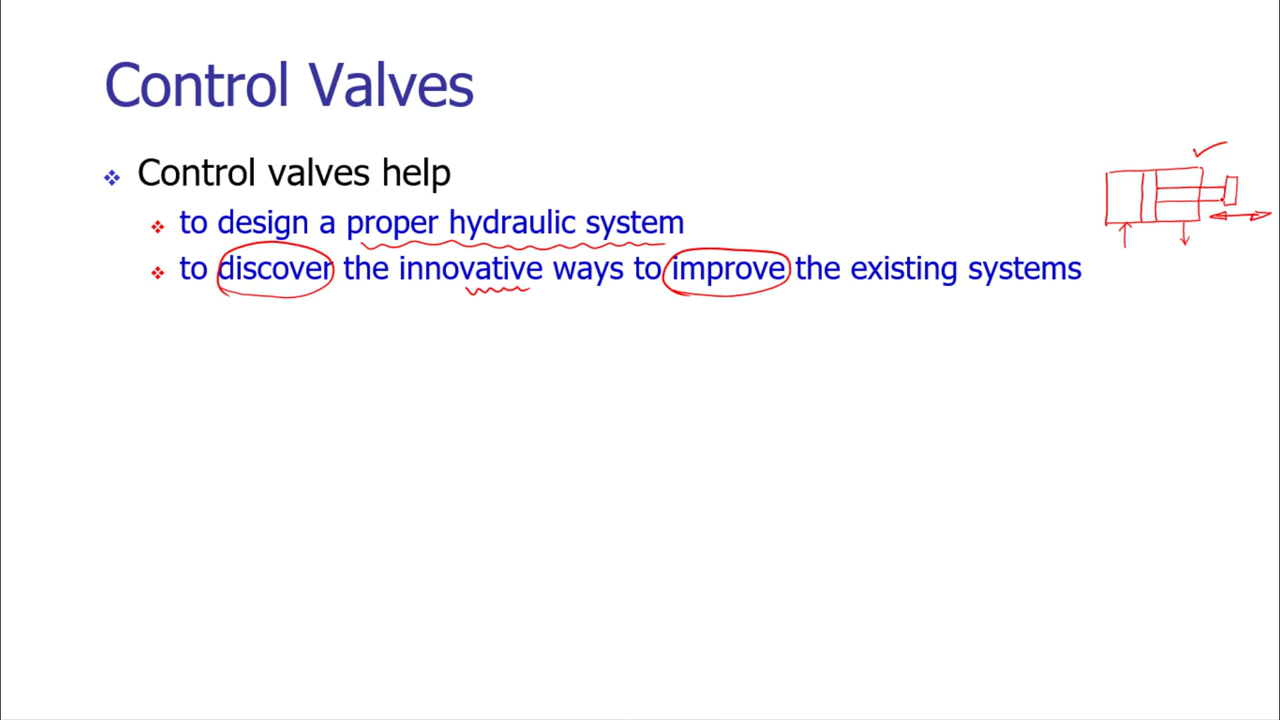 Control Valves
Control valves help
to design a proper hydraulic system
to discover the innovative ways to improve the existing systems